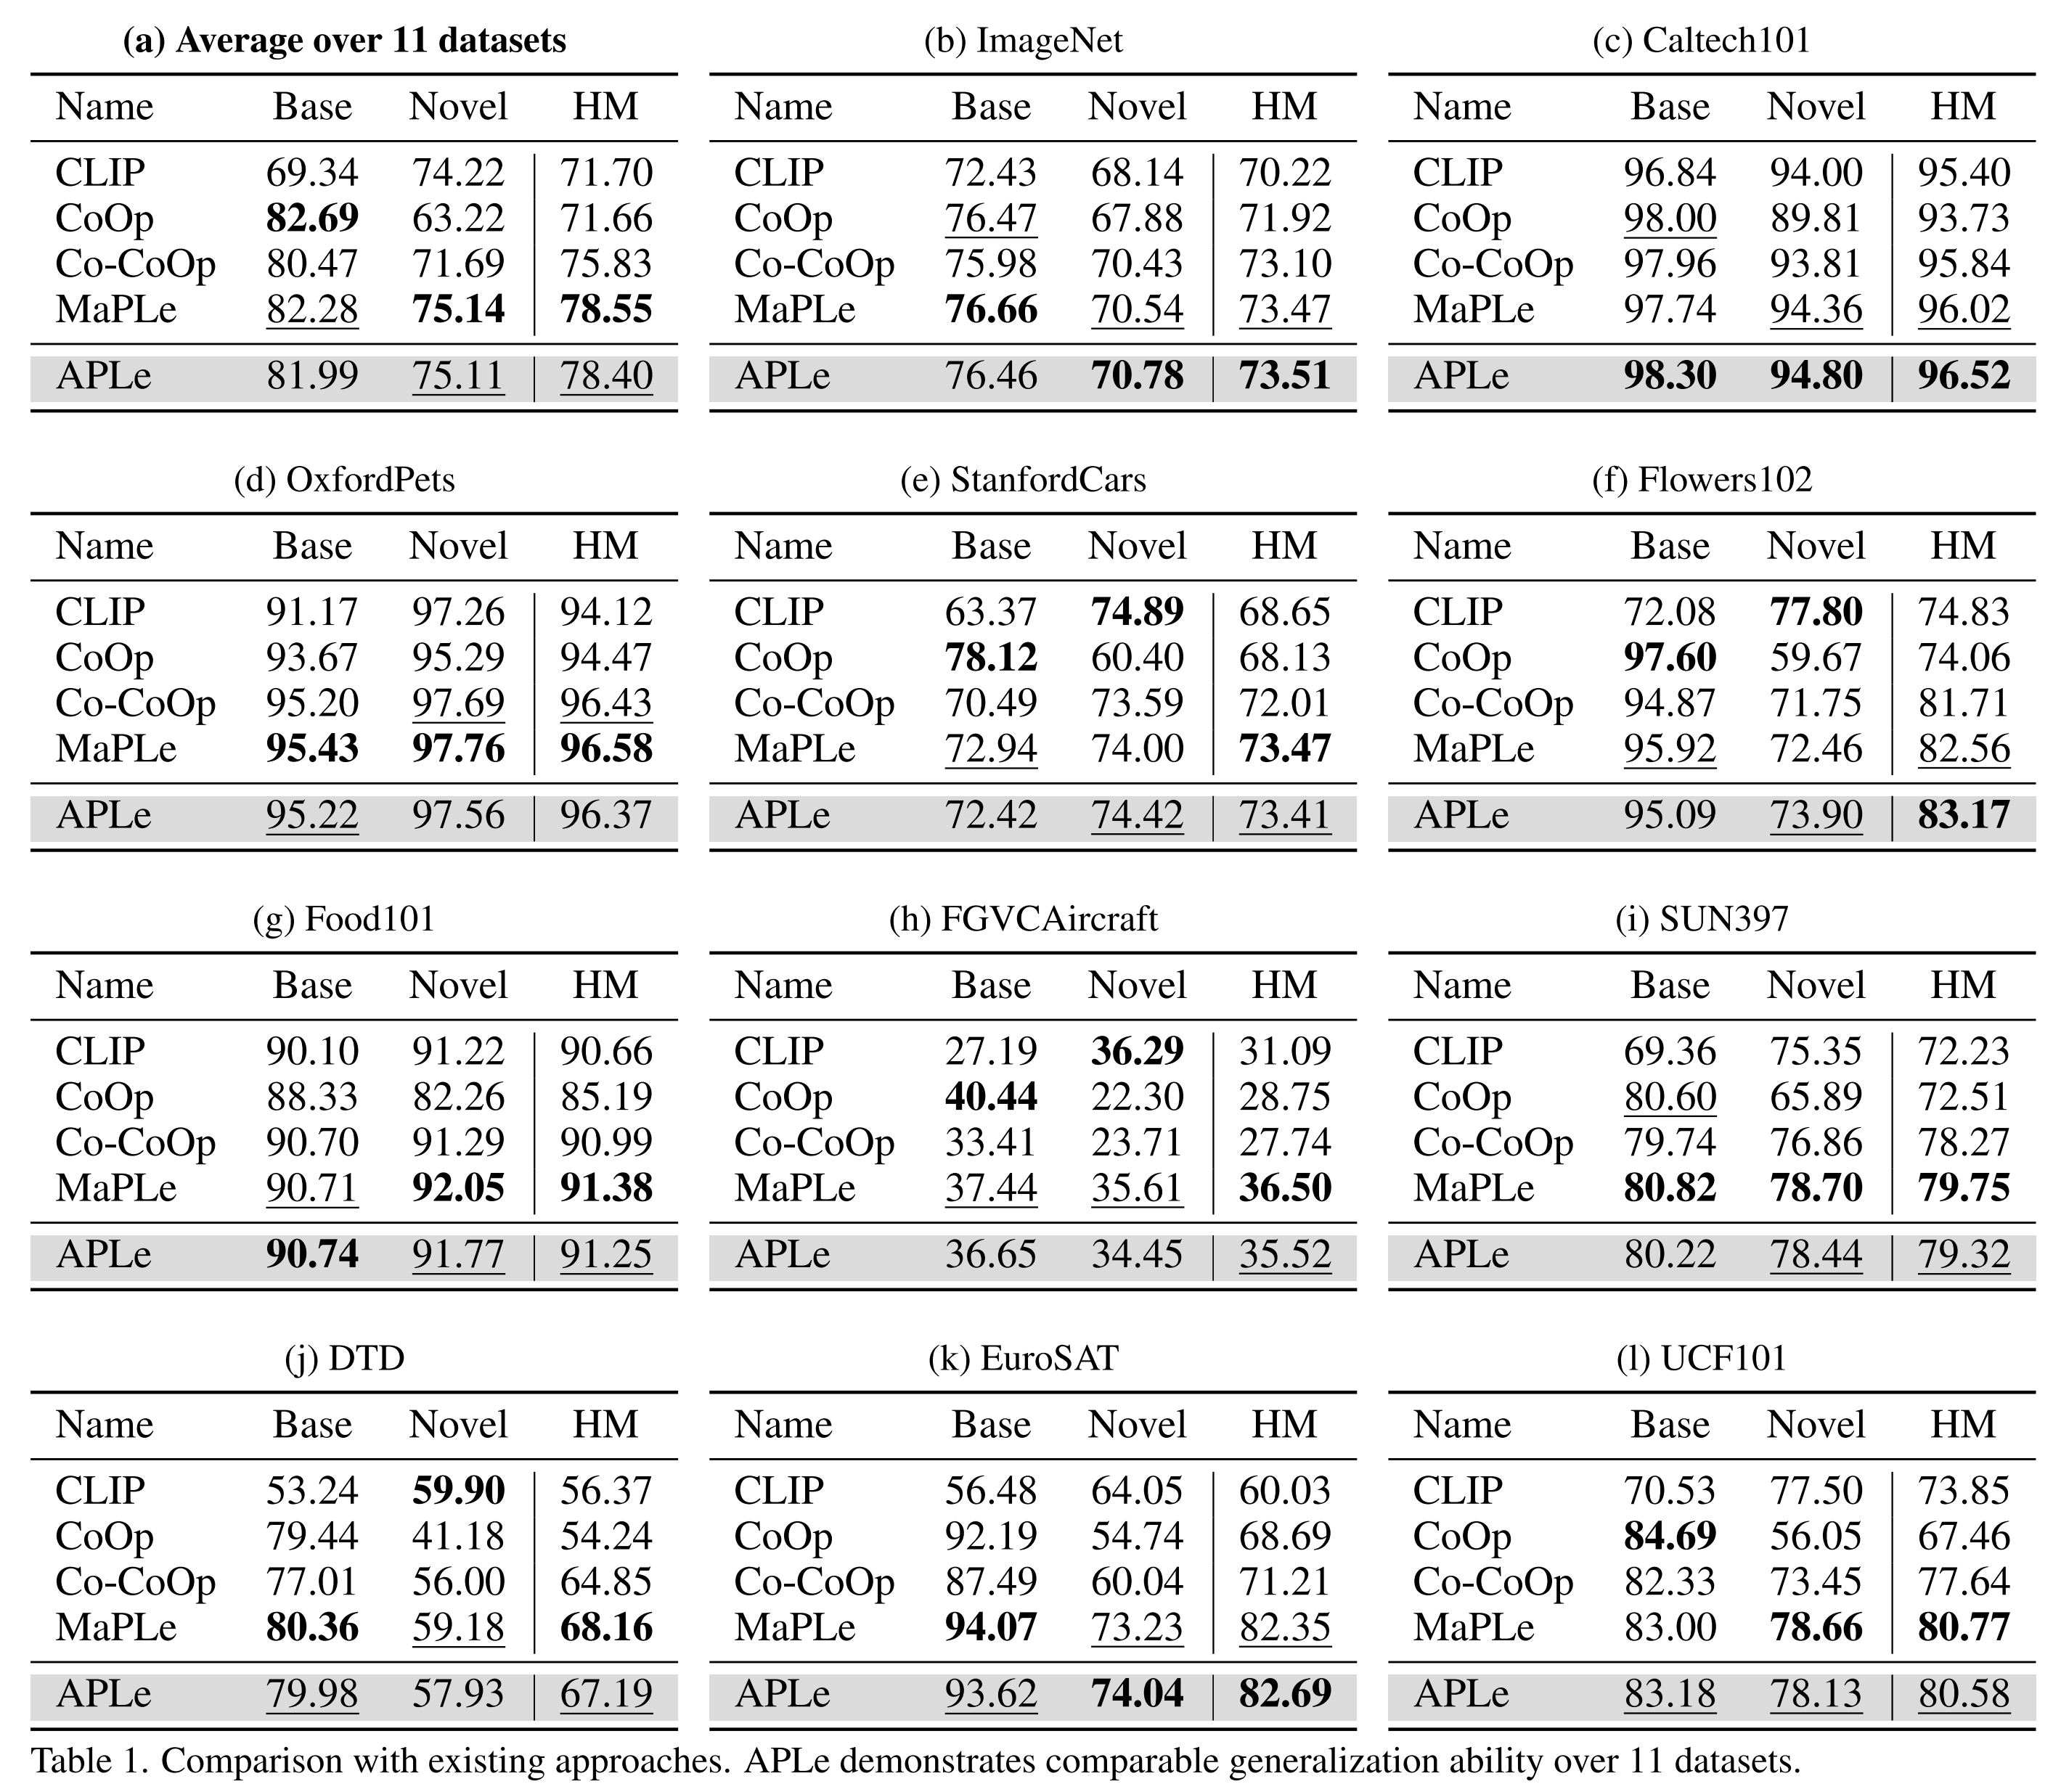 (a) Average over 11 datasets
Name Base Novel HM
CLIP 69.34 74.22 71.70
CoOp 82.69 63.22 71.66
Co-CoOp 80.47 71.69 75.83
MaPLe 82.28 75.14 78.55
APLe 81.99 75.11 78.40
(b) ImageNet
Name Base Novel HM
CLIP 72.43 68.14 70.22
CoOp 76.47 67.88 71.92
Co-CoOp 75.98 70.43 73.10
MaPLe 76.66 70.54 73.47
APLe 76.46 70.78 73.51
(c) Caltech101
Name Base Novel HM
CLIP 96.84 94.00 95.40
CoOp 98.00 89.81 93.73
Co-CoOp 97.96 93.81 95.84
MaPLe 97.74 94.36 96.02
APLe 98.30 94.80 96.52
(d) OxfordPets
Name Base Novel HM
CLIP 91.17 97.26 94.12
CoOp 93.67 95.29 94.47
Co-CoOp 95.20 97.69 96.43
MaPLe 95.43 97.76 96.58
APLe 95.22 97.56 96.37
(e) StanfordCars
Name Base Novel HM
CLIP 63.37 74.89 68.65
CoOp 78.12 60.40 68.13
Co-CoOp 70.49 73.59 72.01
MaPLe 72.94 74.00 73.47
APLe 72.42 74.42 73.41
(f) Flowers102
Name Base Novel HM
CLIP 72.08 77.80 74.83
CoOp 97.60 59.67 74.06
Co-CoOp 94.87 71.75 81.71
MaPLe 95.92 72.46 82.56
APLe 95.09 73.90 83.17
(g) Food101
Name Base Novel HM
CLIP 90.10 91.22 90.66
CoOp 88.33 82.26 85.19
Co-CoOp 90.70 91.29 90.99
MaPLe 90.71 92.05 91.38
APLe 90.74 91.77 91.25
(h) FGVCAircraft
Name Base Novel HM
CLIP 27.19 36.29 31.09
CoOp 40.44 22.30 28.75
Co-CoOp 33.41 23.71 27.74
MaPLe 37.44 35.61 36.50
APLe 36.65 34.45 35.52
(i) SUN397
Name Base Novel HM
CLIP 69.36 75.35 72.23
CoOp 80.60 65.89 72.51
Co-CoOp 79.74 76.86 78.27
MaPLe 80.82 78.70 79.75
APLe 80.22 78.44 79.32
(j) DTD
Name Base Novel HM
CLIP 53.24 59.90 56.37
CoOp 79.44 41.18 54.24
Co-CoOp 77.01 56.00 64.85
MaPLe 80.36 59.18 68.16
APLe 79.98 57.93 67.19
(k) EuroSAT
Name Base Novel HM
CLIP 56.48 64.05 60.03
CoOp 92.19 54.74 68.69
Co-CoOp 87.49 60.04 71.21
MaPLe 94.07 73.23 82.35
APLe 93.62 74.04 82.69
(l) UCF101
Name Base Novel HM
CLIP 70.53 77.50 73.85
CoOp 84.69 56.05 67.46
Co-CoOp 82.33 73.45 77.64
MaPLe 83.00 78.66 80.77
APLe 83.18 78.13 80.58
Table 1. Comparison with existing approaches. APLe demonstrates comparable generalization ability over 11 datasets.